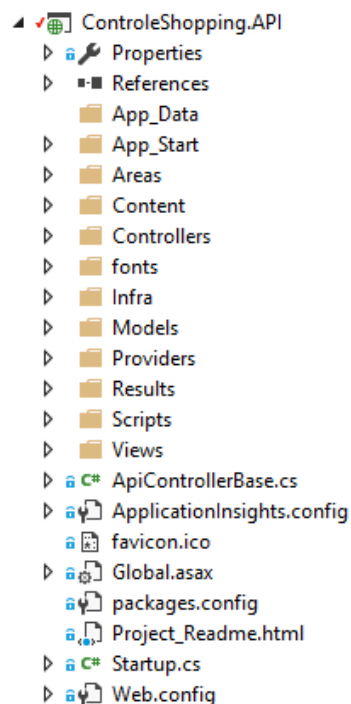 ControleShopping.API
Properties
References
App_Data
App_Start
Areas
Content
Controllers
fonts
Infra
Models
Providers
Results
Scripts
Views
C# ApiControllerBase.cs
ApplicationInsights.config
favicon.ico
Global.asax
packages.config
Project_Readme.html
C# Startup.cs
Web.config